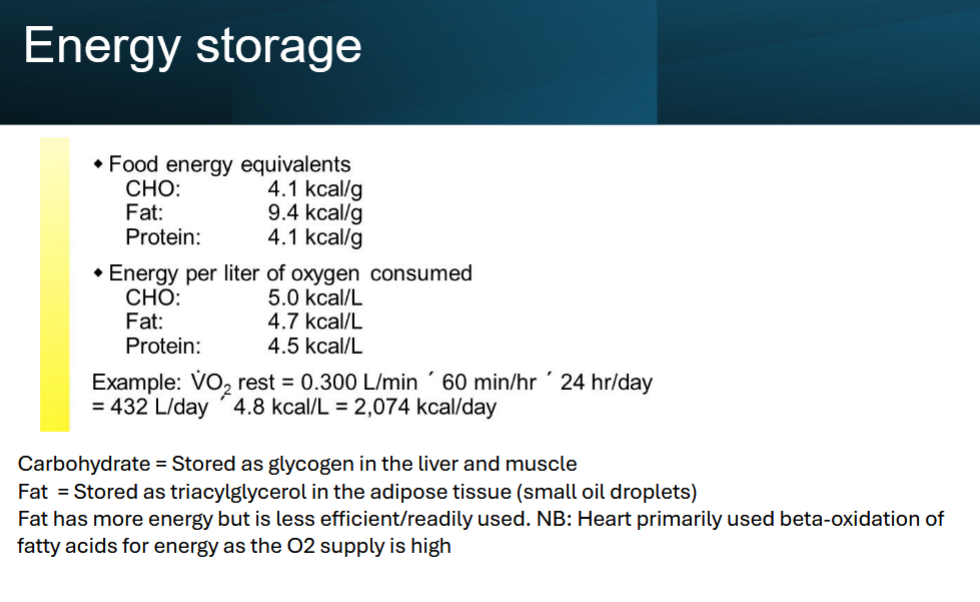 Energy storage
◆ Food energy equivalents
CHO: 4.1 kcal/g
Fat: 9.4 kcal/g
Protein: 4.1 kcal/g
◆ Energy per liter of oxygen consumed
CHO: 5.0 kcal/L
Fat: 4.7 kcal/L
Protein: 4.5 kcal/L
Example: V̇O₂ rest = 0.300 L/min ´ 60 min/hr ´ 24 hr/day
= 432 L/day ´ 4.8 kcal/L = 2,074 kcal/day
Carbohydrate = Stored as glycogen in the liver and muscle
Fat = Stored as triacylglycerol in the adipose tissue (small oil droplets)
Fat has more energy but is less efficient/readily used. NB: Heart primarily used beta-oxidation of
fatty acids for energy as the O2 supply is high